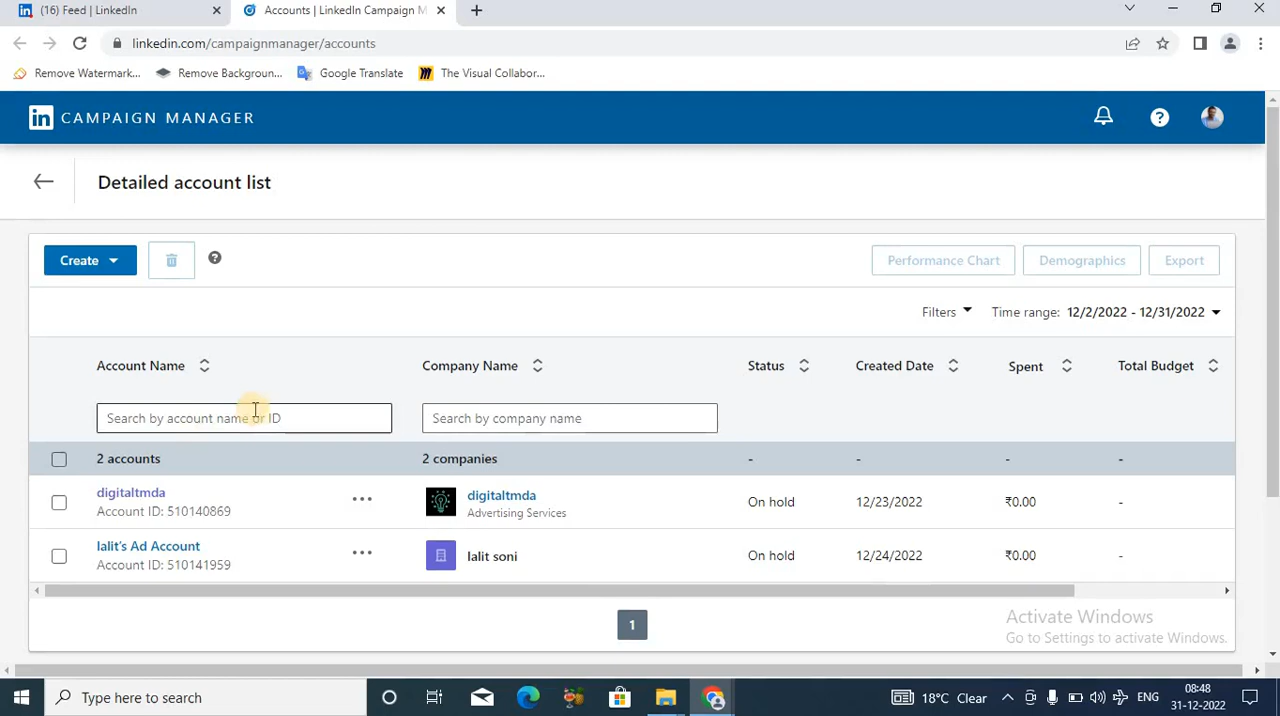 (16) Feed | LinkedIn
Accounts | LinkedIn Campaign M
linkedin.com/campaignmanager/accounts
Remove Watermark...
Remove Backgroun...
Google Translate
The Visual Collabor...
in CAMPAIGN MANAGER
Detailed account list
Create
Performance Chart
Demographics
Export
Filters
Time range: 12/2/2022 - 12/31/2022
Account Name
Company Name
Status
Created Date
Spent
Total Budget
Search by account name or ID
Search by company name
2 accounts
2 companies
-
-
-
-
digitaltmda
Account ID: 510140869
digitaltmda
Advertising Services
On hold
12/23/2022
₹0.00
-
lalit's Ad Account
Account ID: 510141959
lalit soni
On hold
12/24/2022
₹0.00
-
1
Activate Windows
Go to Settings to activate Windows.
Type here to search
18°C Clear
ENG
08:48
31-12-2022